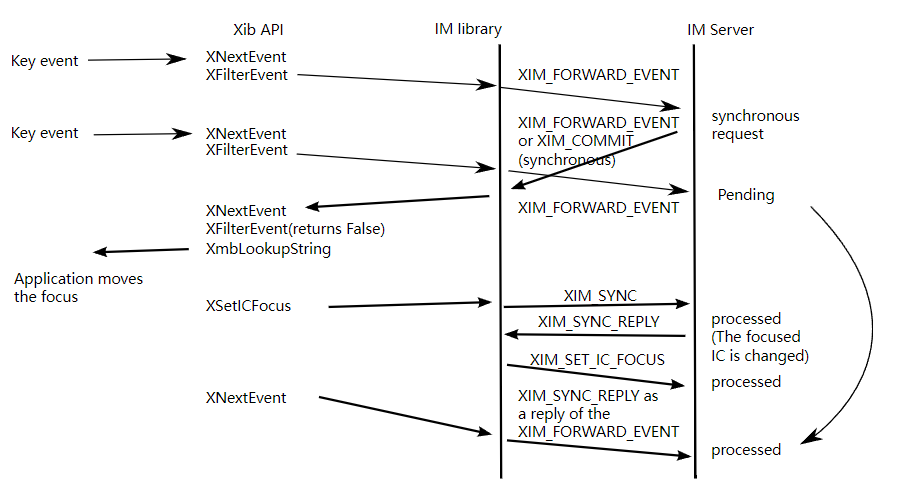 Xib API
IM library
IM Server
Key event
XNextEvent
XFilterEvent
XIM_FORWARD_EVENT
synchronous
request
Key event
XNextEvent
XFilterEvent
XIM_FORWARD_EVENT
or XIM_COMMIT
(synchronous)
Pending
XIM_FORWARD_EVENT
XNextEvent
XFilterEvent(returns False)
XmbLookupString
Application moves
the focus
XSetICFocus
XIM_SYNC
XIM_SYNC_REPLY
processed
(The focused
IC is changed)
XIM_SET_IC_FOCUS
processed
XNextEvent
XIM_SYNC_REPLY as
a reply of the
XIM_FORWARD_EVENT
processed